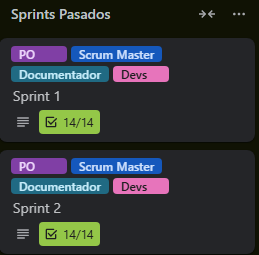 Sprints Pasados
PO Scrum Master
Documentador Devs
Sprint 1
14/14
PO Scrum Master
Documentador Devs
Sprint 2
14/14